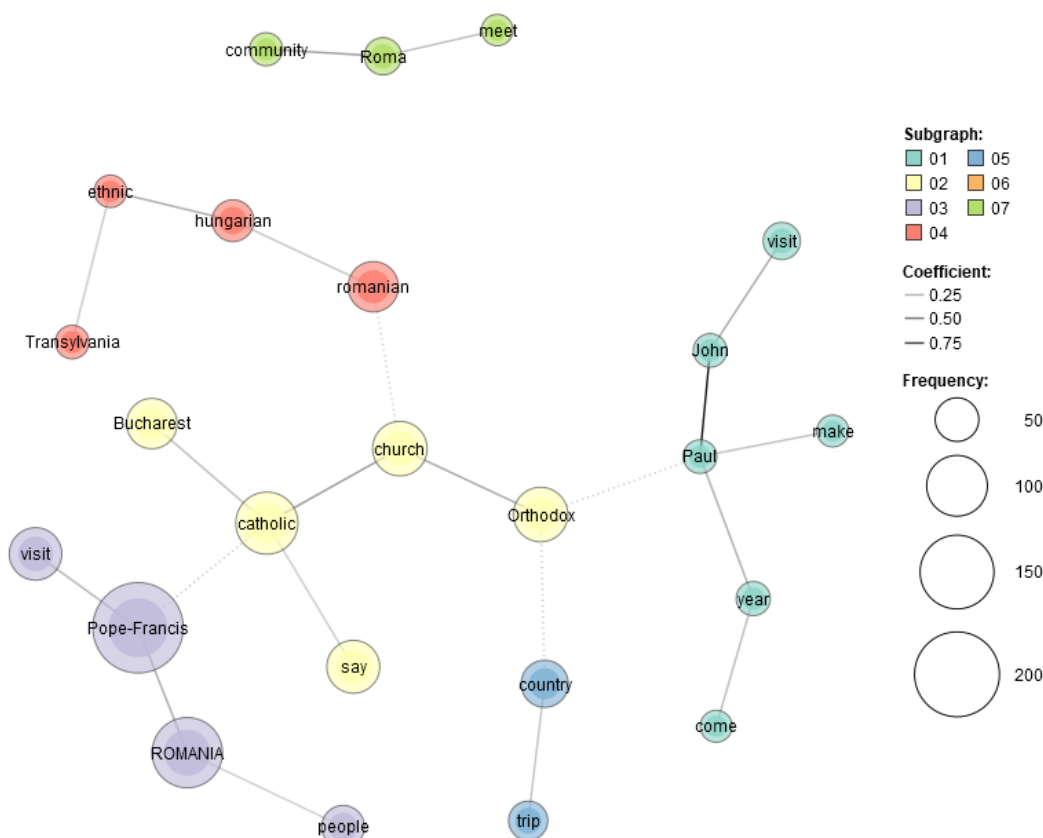 meet
community
Roma
Subgraph:
01 05
02 06
03 07
04
ethnic
hungarian
visit
romanian
Coefficient:
0.25
0.50
0.75
Transylvania
John
Frequency:
50
100
150
200
Bucharest
make
church
Paul
catholic
Orthodox
visit
year
Pope-Francis
say
country
come
ROMANIA
people
trip